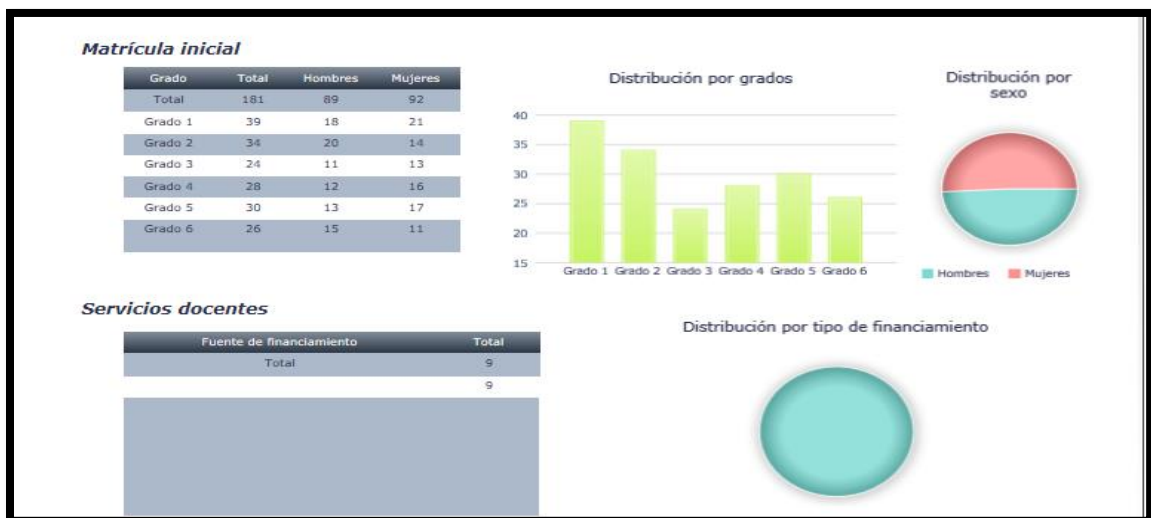 Matrícula inicial
Grado Total Hombres Mujeres
Total 181 89 92
Grado 1 39 18 21
Grado 2 34 20 14
Grado 3 24 11 13
Grado 4 28 12 16
Grado 5 30 13 17
Grado 6 26 15 11
Distribución por grados
40
35
30
25
20
15
Grado 1 Grado 2 Grado 3 Grado 4 Grado 5 Grado 6
Distribución por
sexo
Hombres Mujeres
Servicios docentes
Fuente de financiamiento Total
Total 9
9
Distribución por tipo de financiamiento